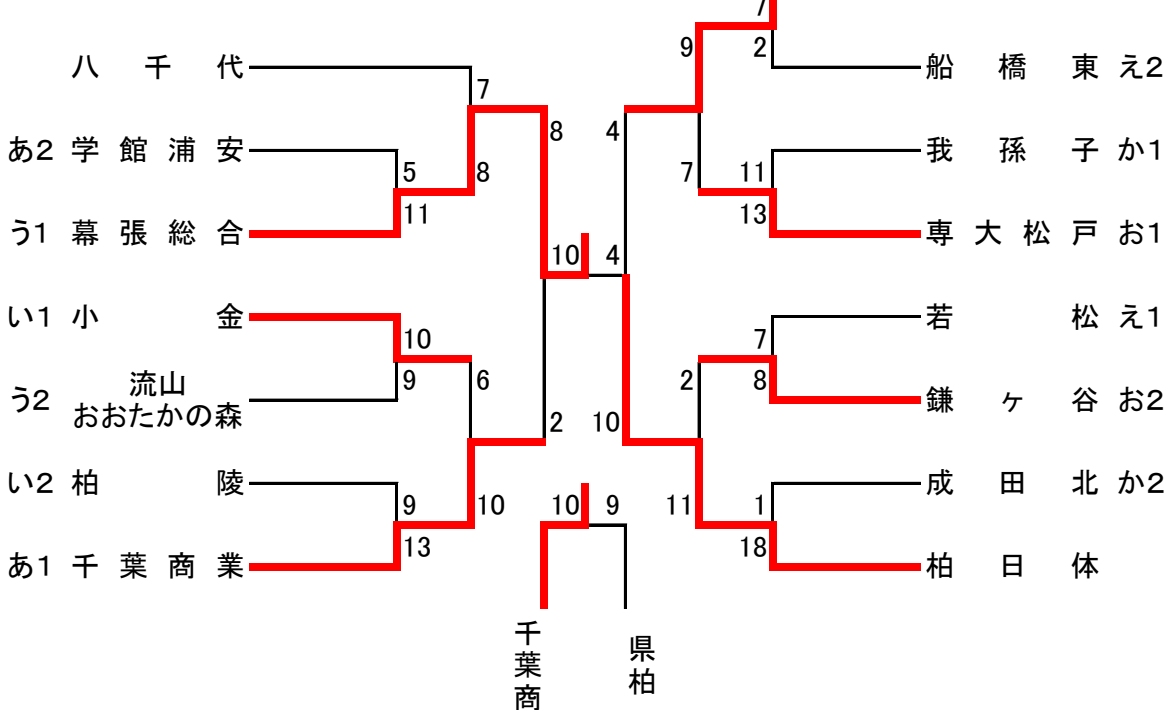 7
9 2
八千代 7 船橋東 え2
8 4
あ2 学館浦安 5 8 7 11 我孫子 か1
11 13
う1 幕張総合 専大松戸 お1
10 4
い1 小金 10 7 若松 え1
9 6 2 8
う2 流山
おおたかの森 鎌ヶ谷 お2
2 10
い2 柏陵 9 10 10 9 11 1 成田北 か2
13 18
あ1 千葉商業 柏日体
千葉商 県柏